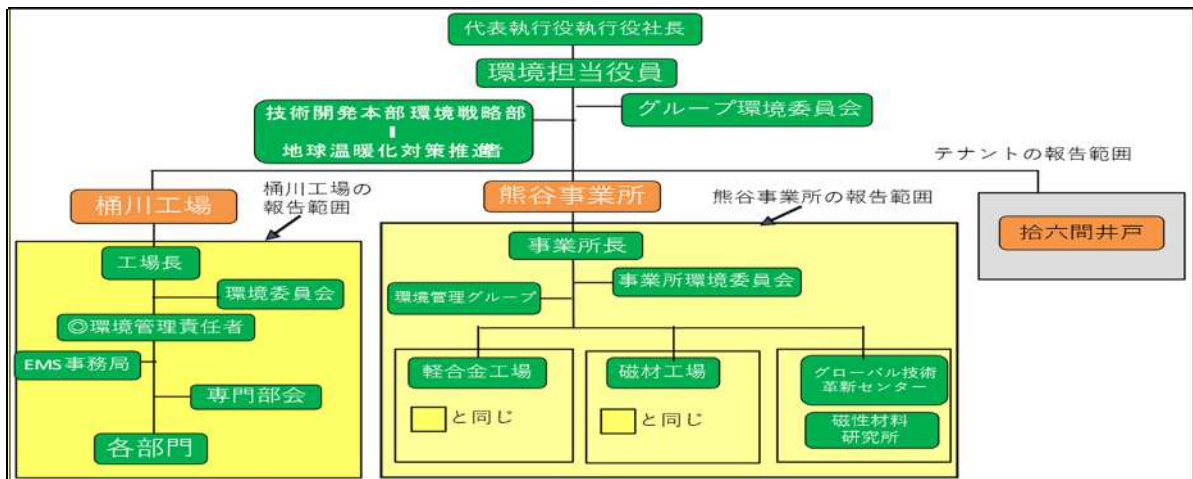 代表執行役執行役社長
環境担当役員
技術開発本部環境戦略部
地球温暖化対策推進者
グループ環境委員会
テナントの報告範囲
桶川工場
桶川工場の
報告範囲
熊谷事業所
熊谷事業所の報告範囲
拾六間井戸
工場長
環境委員会
◎環境管理責任者
EMS事務局
専門部会
各部門
事業所長
事業所環境委員会
環境管理グループ
軽合金工場
と同じ
磁材工場
と同じ
グローバル技術
革新センター
磁性材料
研究所